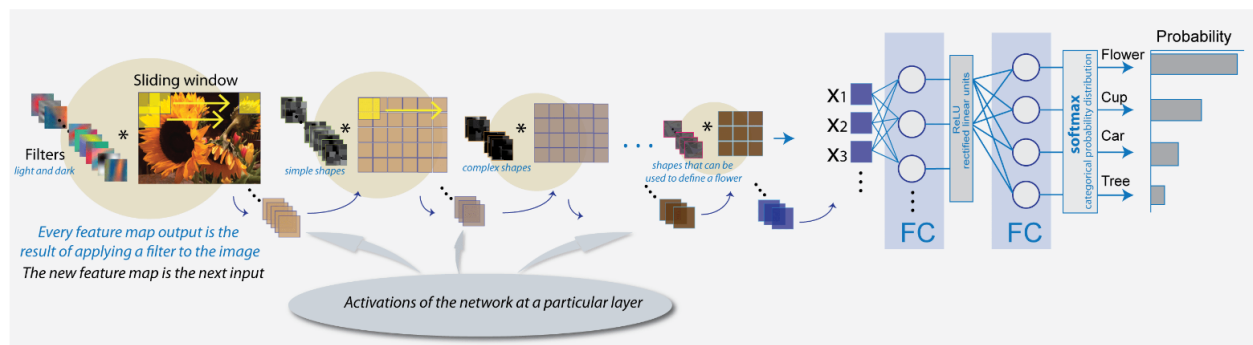 Sliding window
Filters
light and dark
*
simple shapes
*
complex shapes
*
shapes that can be
used to define a flower
*
Every feature map output is the
result of applying a filter to the image
The new feature map is the next input
Activations of the network at a particular layer
X1
X2
X3
FC
ReLU
rectified linear units
FC
softmax
categorical probability distribution
Probability
Flower
Cup
Car
Tree